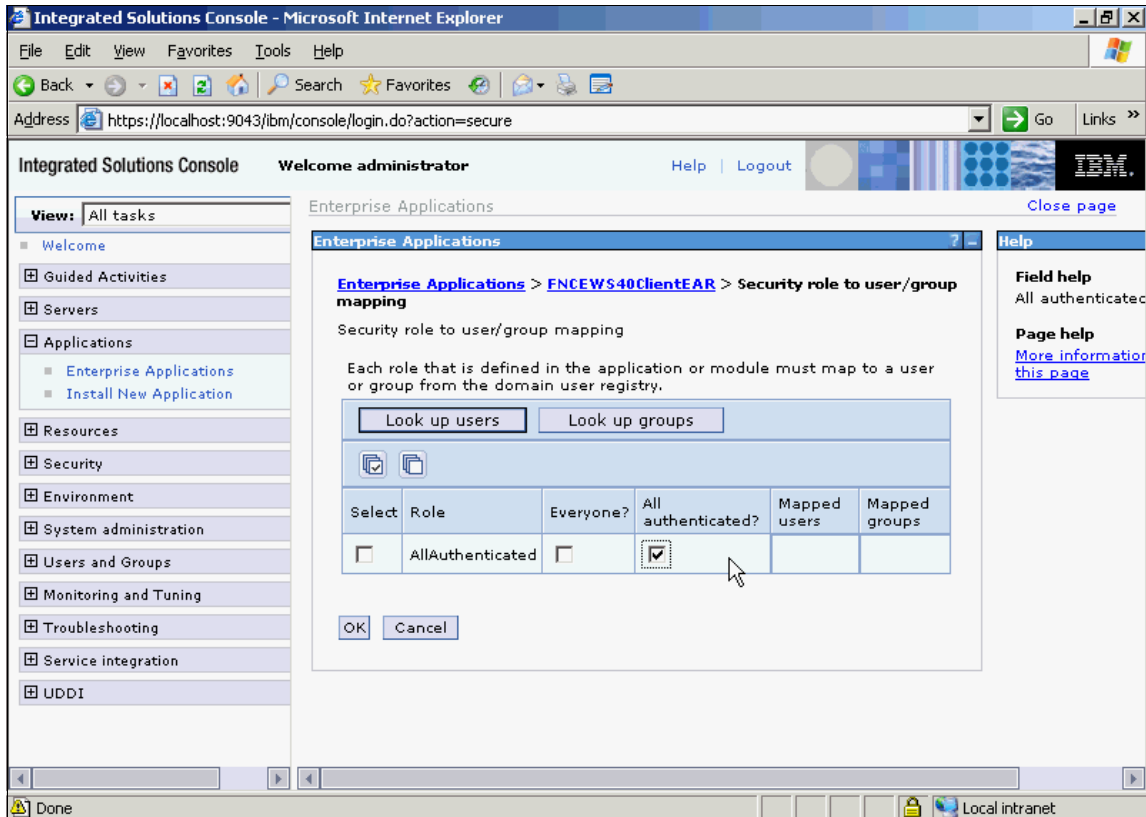 Integrated Solutions Console - Microsoft Internet Explorer
File Edit View Favorites Tools Help
Back Search Favorites
Address https://localhost:9043/ibm/console/login.do?action=secure Go Links »
Integrated Solutions Console Welcome administrator Help | Logout IBM.
View: All tasks
Welcome
Guided Activities
Servers
Applications
Enterprise Applications
Install New Application
Resources
Security
Environment
System administration
Users and Groups
Monitoring and Tuning
Troubleshooting
Service integration
UDDI
Enterprise Applications Close page
Enterprise Applications ? -
Enterprise Applications > FNCEWS40ClientEAR > Security role to user/group
mapping
Security role to user/group mapping
Each role that is defined in the application or module must map to a user
or group from the domain user registry.
Look up users Look up groups
Select Role Everyone? All authenticated? Mapped users Mapped groups
AllAuthenticated
OK Cancel
Help
Field help
All authenticated
Page help
More information
this page
Done Local intranet